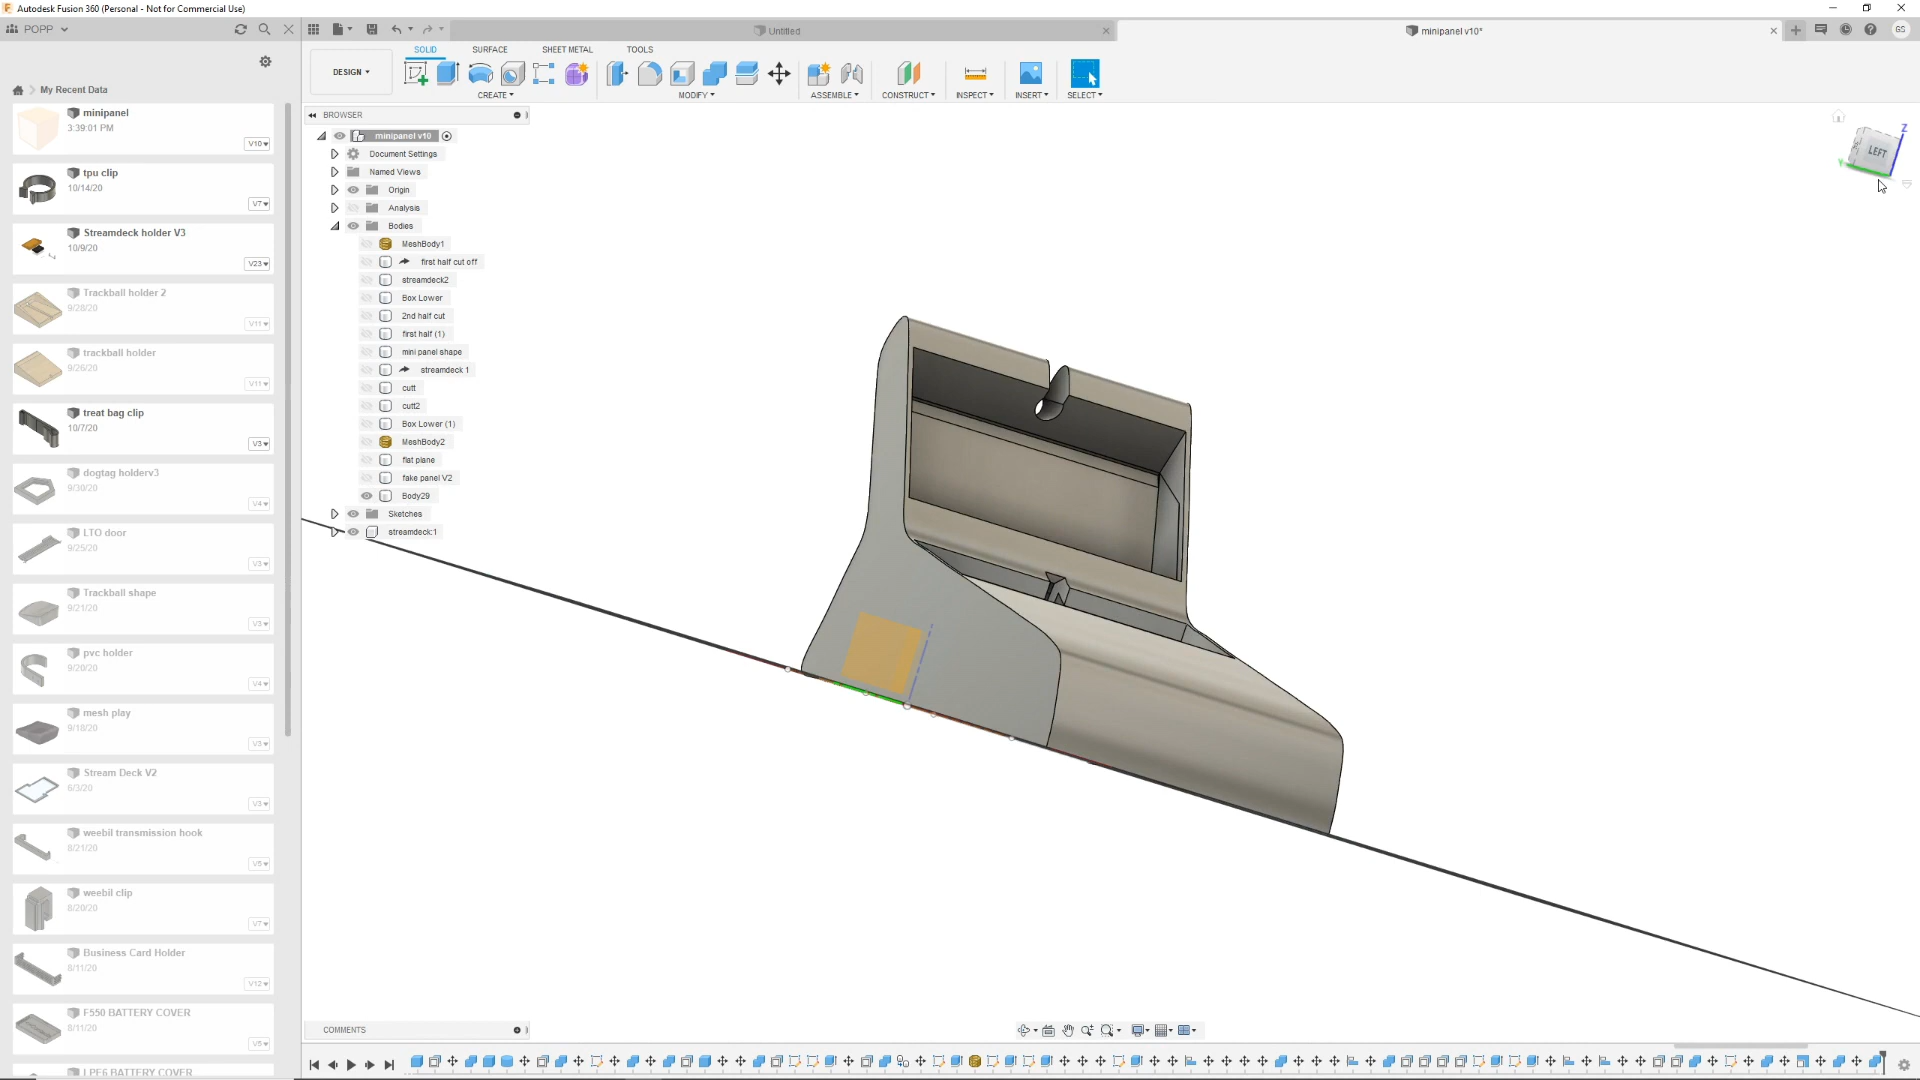 Autodesk Fusion 360 (Personal - Not for Commercial Use)
POPP
Untitled
minipanel v10*
GS
SOLID
SURFACE
SHEET METAL
TOOLS
DESIGN
CREATE
MODIFY
ASSEMBLE
CONSTRUCT
INSPECT
INSERT
SELECT
My Recent Data
minipanel
3:39:01 PM
V10
tpu clip
10/14/20
V7
Streamdeck holder V3
10/9/20
V23
Trackball holder 2
9/28/20
V11
trackball holder
9/26/20
V11
treat bag clip
10/7/20
V3
dogtag holderv3
9/30/20
V4
LTO door
9/25/20
V3
Trackball shape
9/21/20
V3
pvc holder
9/20/20
V4
mesh play
9/18/20
V3
Stream Deck V2
6/3/20
V3
weebil transmission hook
8/21/20
V5
weebil clip
8/20/20
V7
Business Card Holder
8/11/20
V12
F550 BATTERY COVER
8/11/20
V6
LPE6 BATTERY COVER
BROWSER
minipanel v10
Document Settings
Named Views
Origin
Analysis
Bodies
MeshBody1
first half cut off
streamdeck2
Box Lower
2nd half cut
first half (1)
mini panel shape
streamdeck 1
cutt
cutt2
Box Lower (1)
MeshBody2
flat plane
fake panel V2
Body29
Sketches
streamdeck:1
Z
LEFT
Y
COMMENTS